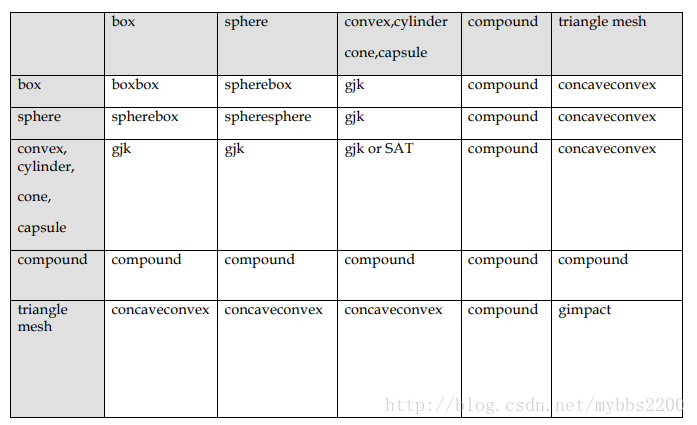 box sphere convex,cylinder compound triangle mesh
cone,capsule
box boxbox spherebox gjk compound concaveconvex
sphere spherebox spheresphere gjk compound concaveconvex
convex, gjk gjk gjk or SAT compound concaveconvex
cylinder,
cone,
capsule
compound compound compound compound compound compound
triangle concaveconvex concaveconvex concaveconvex compound gimpact
mesh
http://blog.csdn.net/mybbs2200